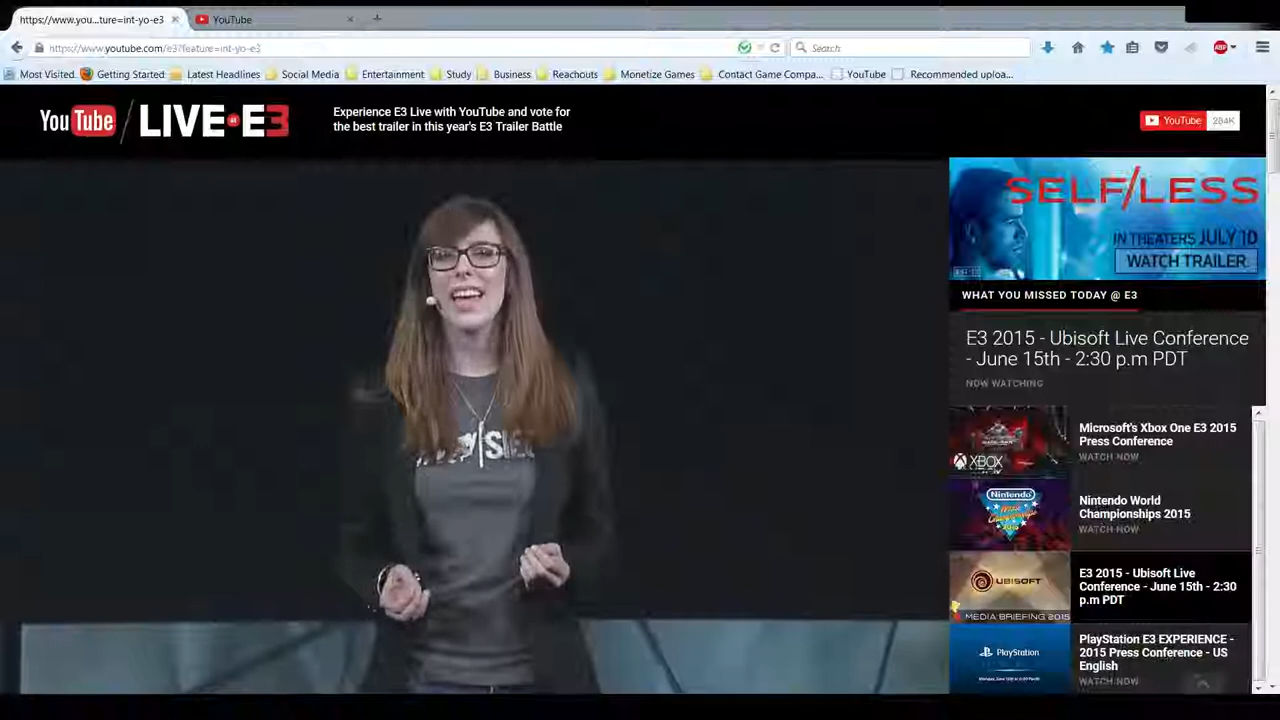 https://www.you...ture=int-yo-e3
YouTube
https://www.youtube.com/e3?feature=int-yo-e3
Search
ABP
Most Visited
Getting Started
Latest Headlines
Social Media
Entertainment
Study
Business
Reachouts
Monetize Games
Contact Game Compa...
YouTube
Recommended uploa...
YouTube / LIVE at E3
Experience E3 Live with YouTube and vote for
the best trailer in this year's E3 Trailer Battle
YouTube 284K
SELF/LESS
IN THEATERS JULY 10
WATCH TRAILER
WHAT YOU MISSED TODAY @ E3
E3 2015 - Ubisoft Live Conference
- June 15th - 2:30 p.m PDT
NOW WATCHING
XBOX
Microsoft's Xbox One E3 2015
Press Conference
WATCH NOW
Nintendo
World
Championships
2015
Nintendo World
Championships 2015
WATCH NOW
UBISOFT
MEDIA BRIEFING 2015
E3 2015 - Ubisoft Live
Conference - June 15th - 2:30
p.m PDT
PlayStation
PlayStation E3 EXPERIENCE -
2015 Press Conference - US
English
WATCH NOW